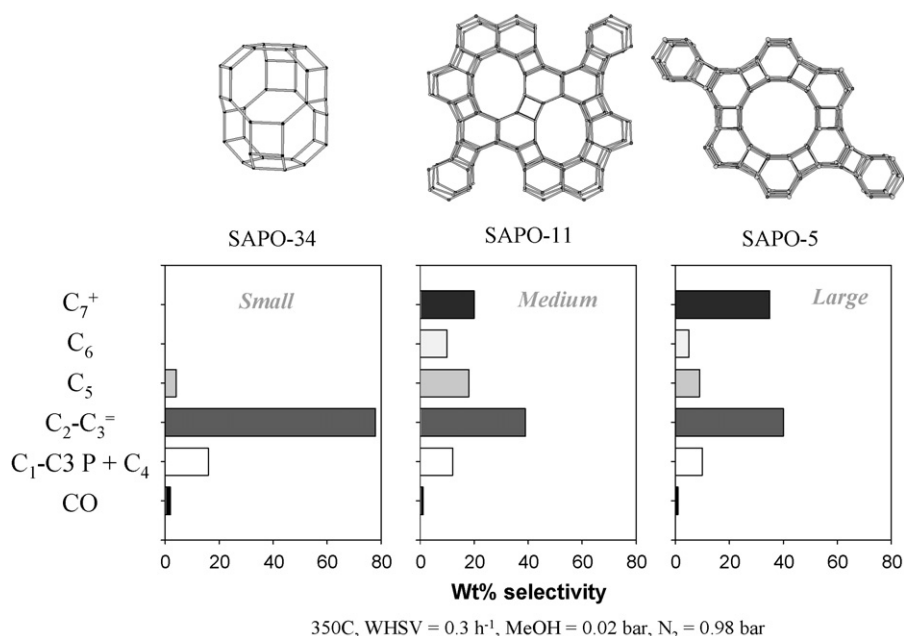 SAPO-34 SAPO-11 SAPO-5
Small Medium Large
C₇⁺
C₆
C₅
C₂-C₃⁼
C₁-C3 P + C₄
CO
0 20 40 60 80 0 20 40 60 80 0 20 40 60 80
Wt% selectivity
350C, WHSV = 0.3 h⁻¹, MeOH = 0.02 bar, N₂ = 0.98 bar